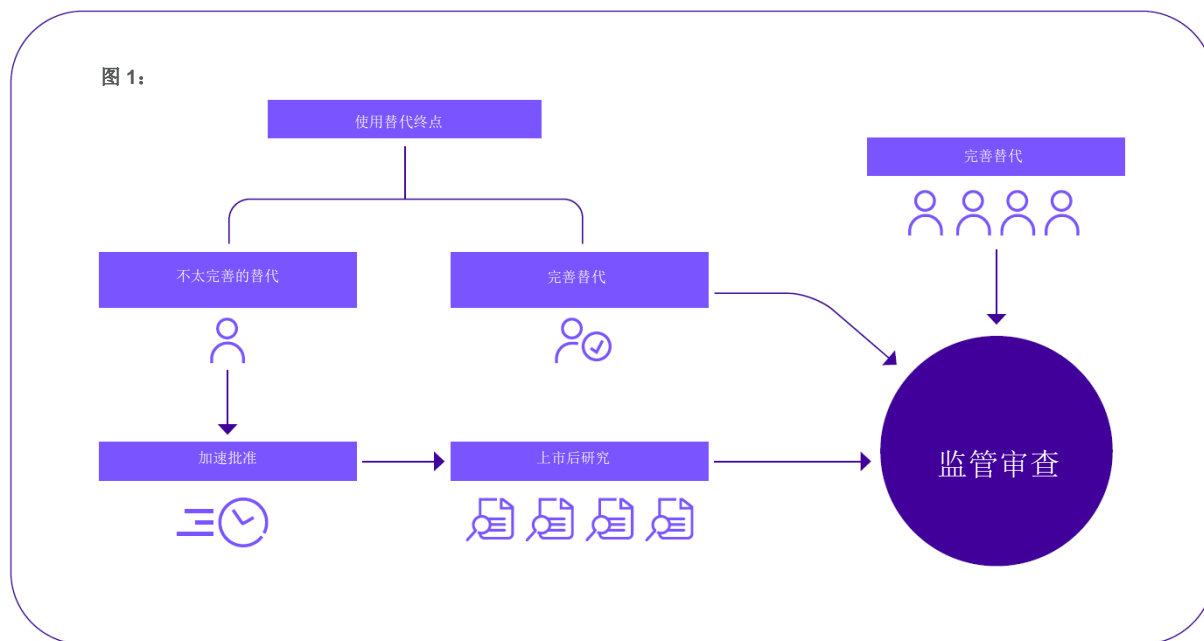 图 1：
使用替代终点
完善替代
不太完善的替代
完善替代
加速批准
上市后研究
监管审查